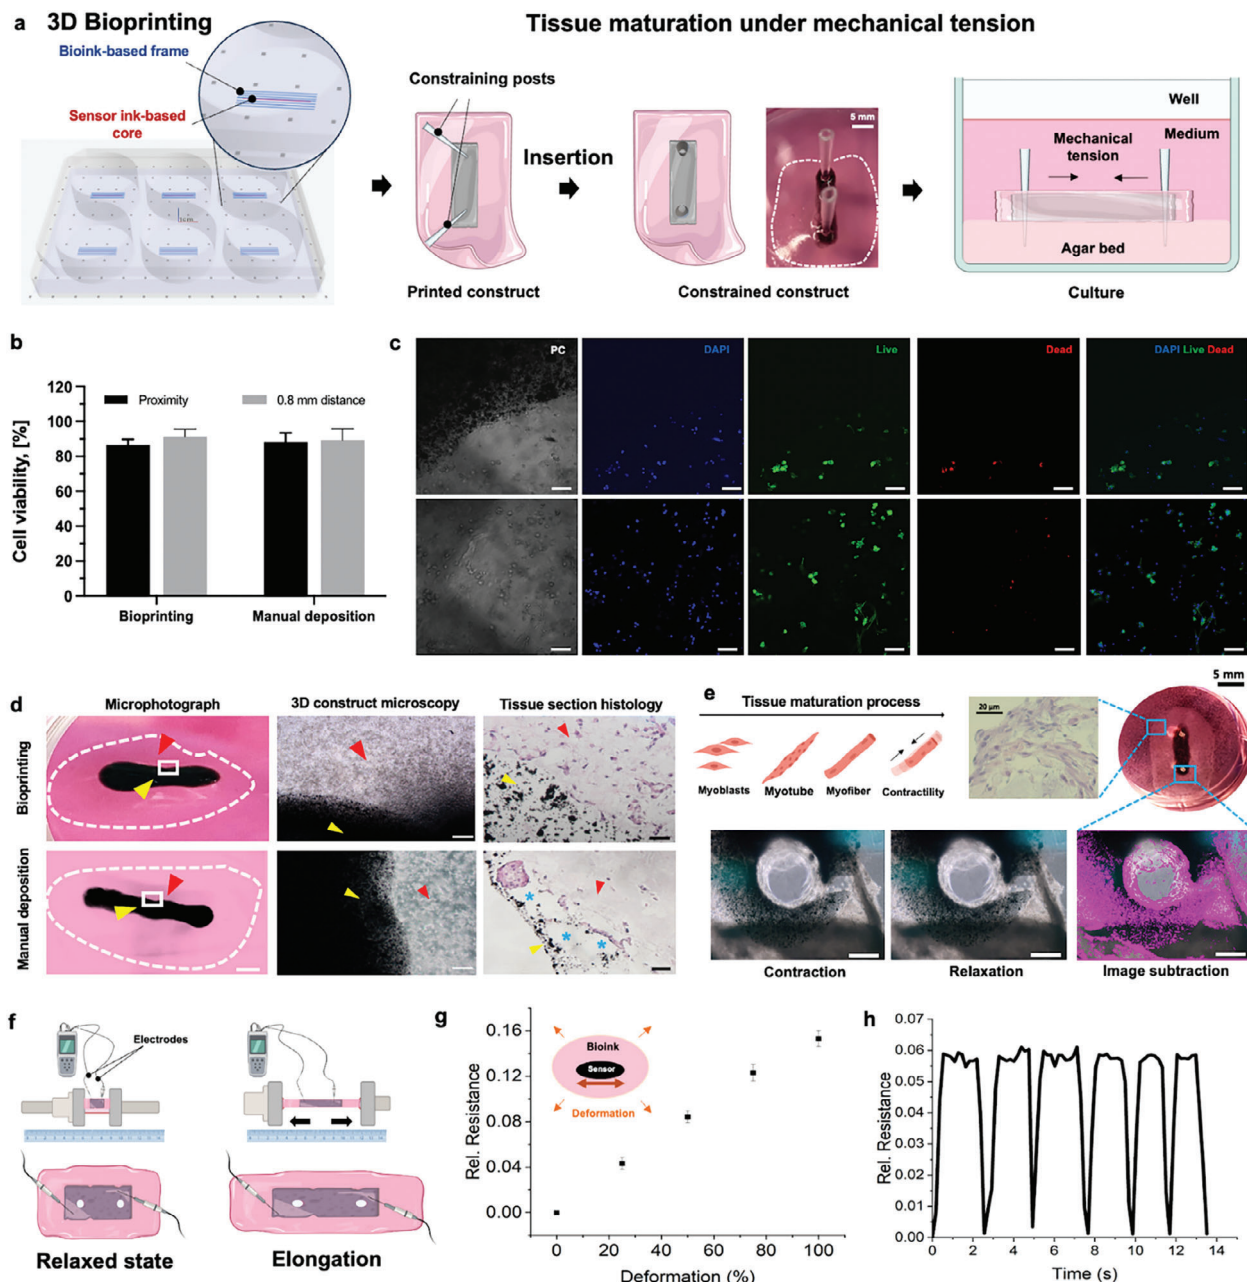 a 3D Bioprinting
Tissue maturation under mechanical tension
Bioink-based frame
Sensor ink-based
core
Constraining posts
Insertion
5 mm
Well
Medium
Mechanical
tension
Agar bed
Printed construct
Constrained construct
Culture
b
Cell viability, [%]
120
100
80
60
40
20
0
Proximity
0.8 mm distance
Bioprinting
Manual deposition
c
PC
DAPI
Live
Dead
DAPI Live Dead
d
Microphotograph
3D construct microscopy
Tissue section histology
Bioprinting
Manual deposition
*
*
*
e
Tissue maturation process
Myoblasts
Myotube
Myofiber
Contractility
20 µm
5 mm
Contraction
Relaxation
Image subtraction
f
Electrodes
Relaxed state
Elongation
g
Rel. Resistance
0.16
0.12
0.08
0.04
0.00
Bioink
Sensor
Deformation
0 20 40 60 80 100
Deformation (%)
h
Rel. Resistance
0.07
0.06
0.05
0.04
0.03
0.02
0.01
0.00
0 2 4 6 8 10 12 14
Time (s)